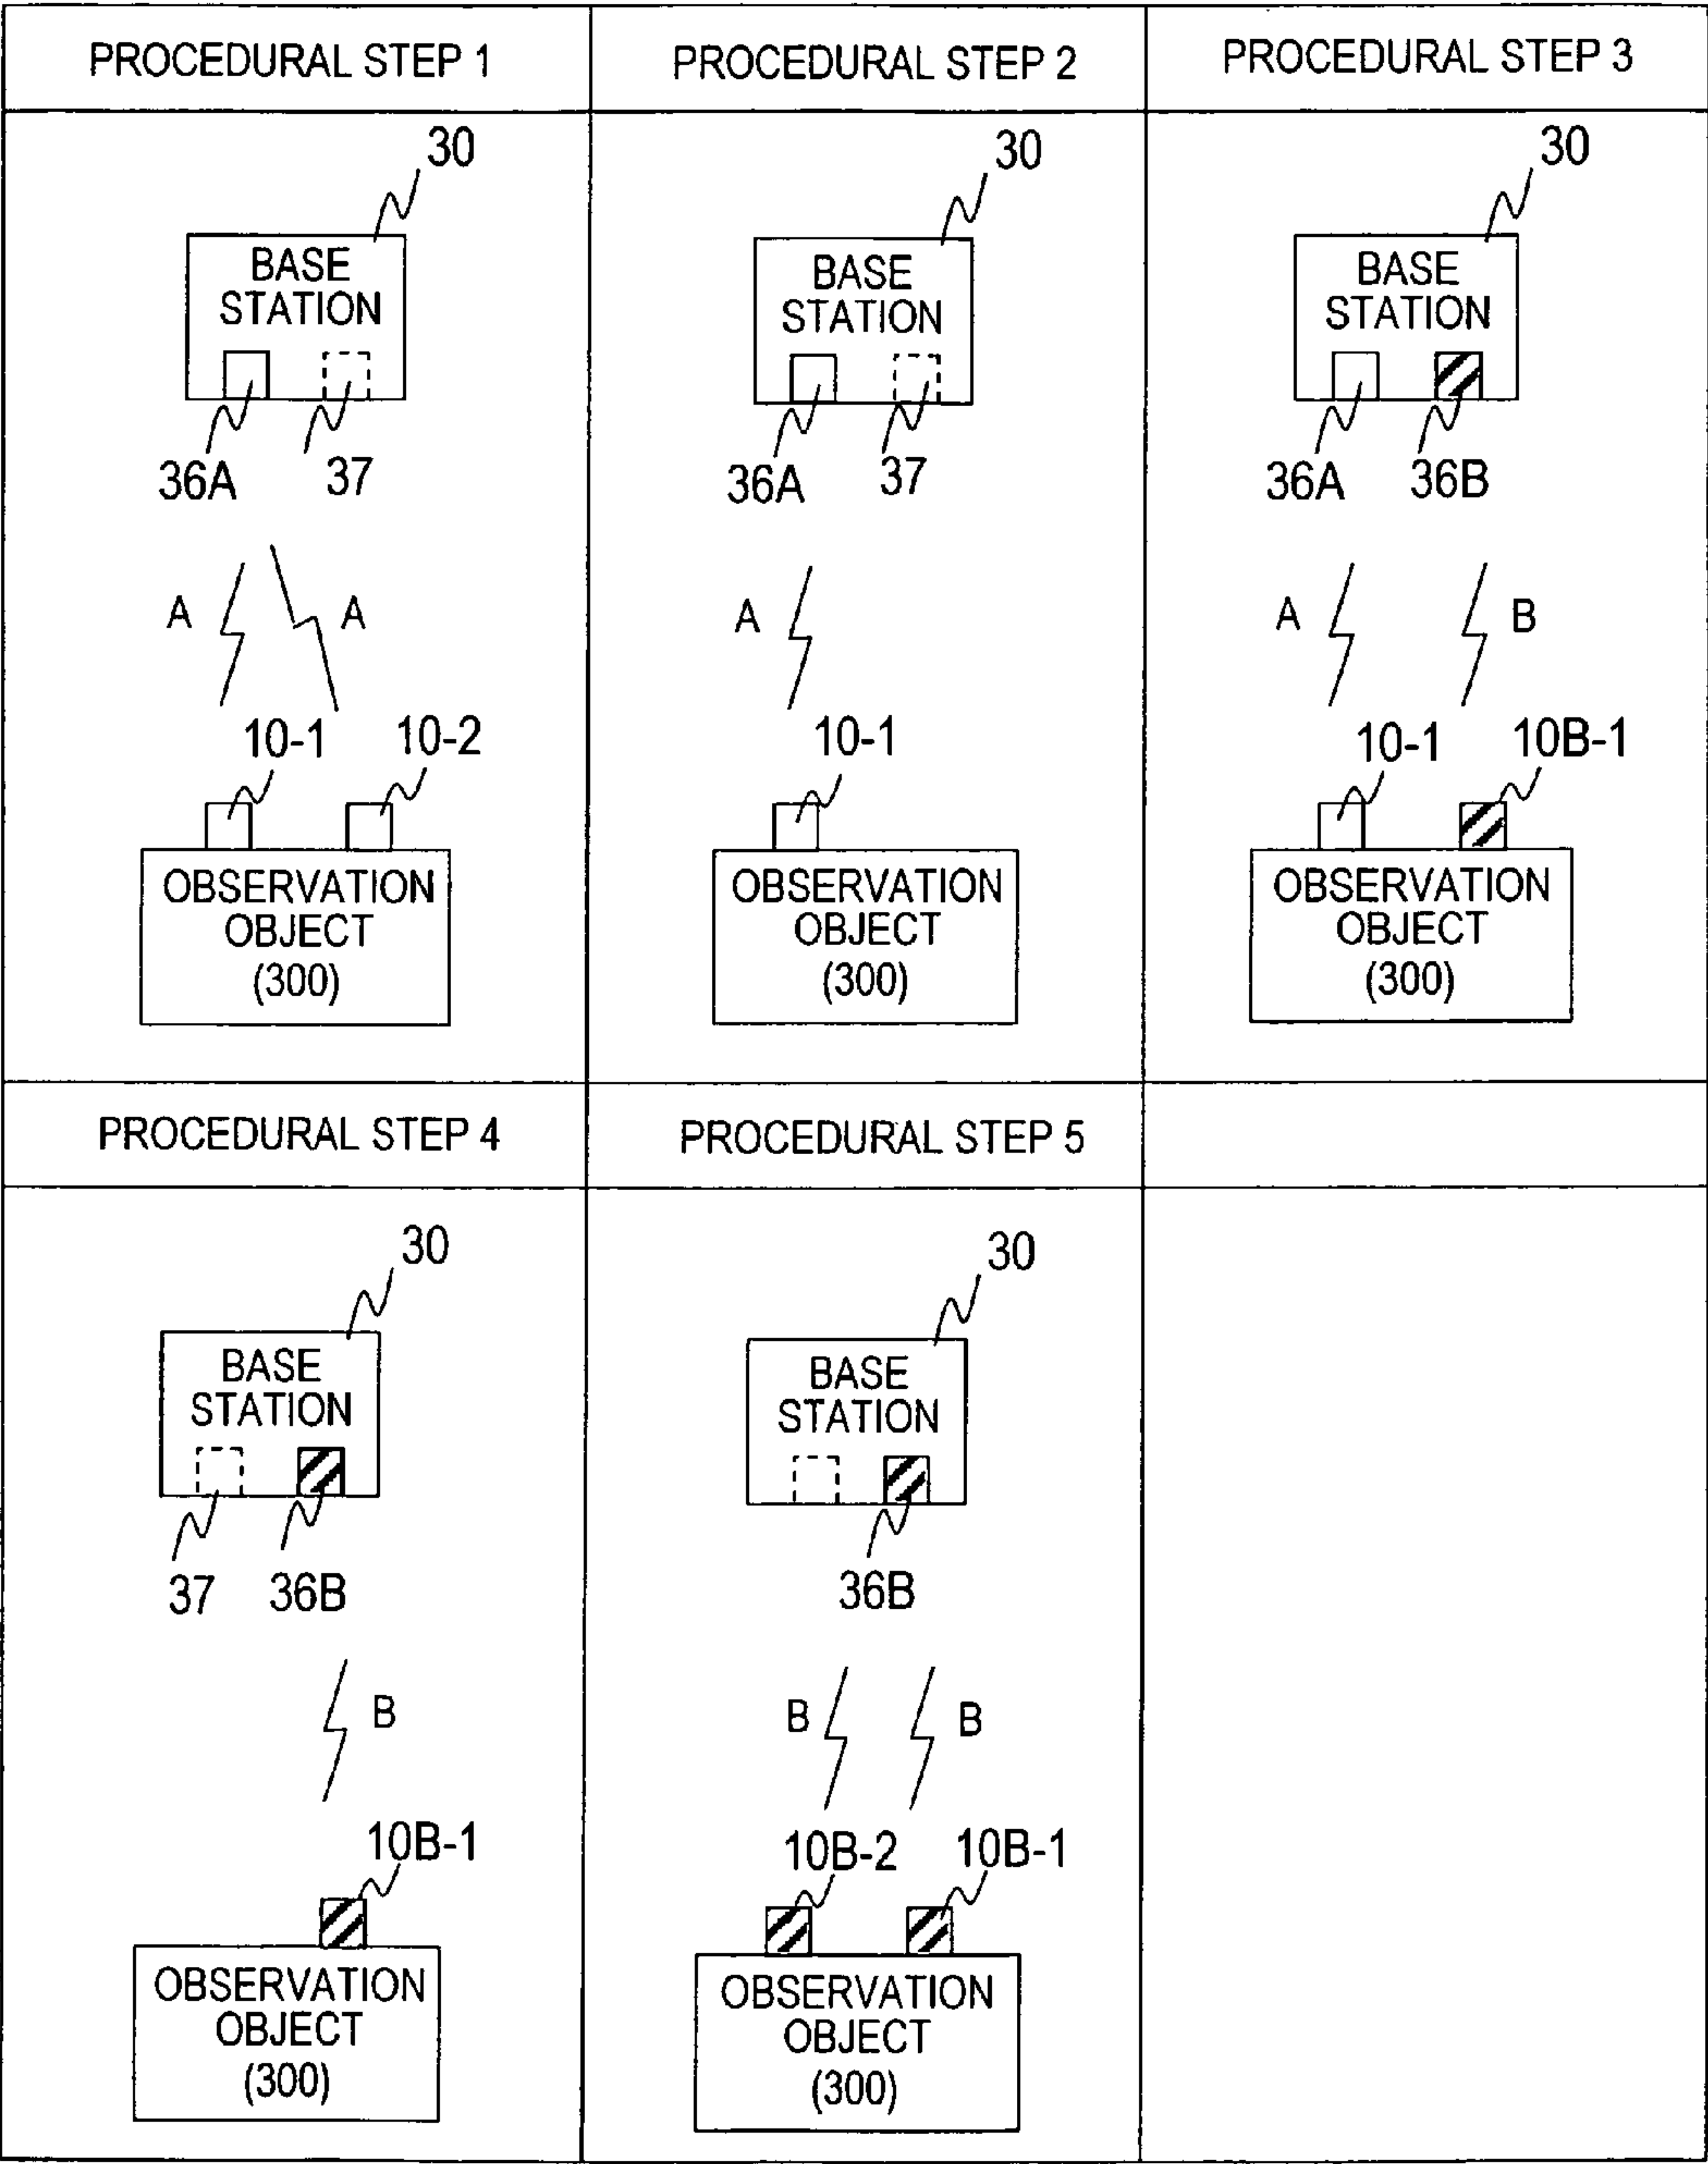 PROCEDURAL STEP 1
PROCEDURAL STEP 2
PROCEDURAL STEP 3
30
BASE
STATION
36A
37
A
A
10-1
10-2
OBSERVATION
OBJECT
(300)
30
BASE
STATION
36A
37
A
10-1
OBSERVATION
OBJECT
(300)
30
BASE
STATION
36A
36B
A
B
10-1
10B-1
OBSERVATION
OBJECT
(300)
PROCEDURAL STEP 4
PROCEDURAL STEP 5
30
BASE
STATION
37
36B
B
10B-1
OBSERVATION
OBJECT
(300)
30
BASE
STATION
36B
B
B
10B-2
10B-1
OBSERVATION
OBJECT
(300)